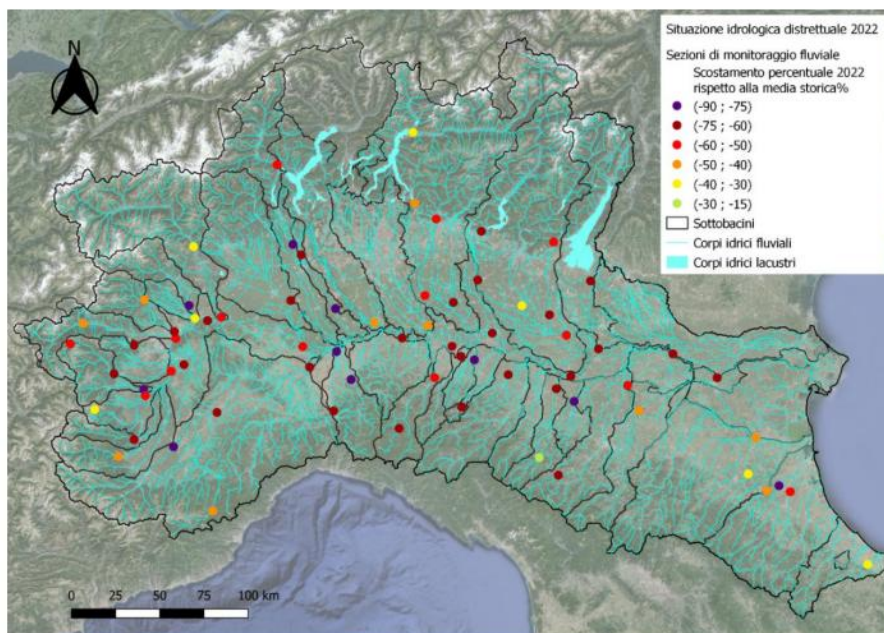 Situazione idrologica distrettuale 2022
Sezioni di monitoraggio fluviale
Scostamento percentuale 2022
rispetto alla media storica%
(-90 ; -75)
(-75 ; -60)
(-60 ; -50)
(-50 ; -40)
(-40 ; -30)
(-30 ; -15)
Sottobacini
Corpi idrici fluviali
Corpi idrici lacustri
N
0 25 50 75 100 km